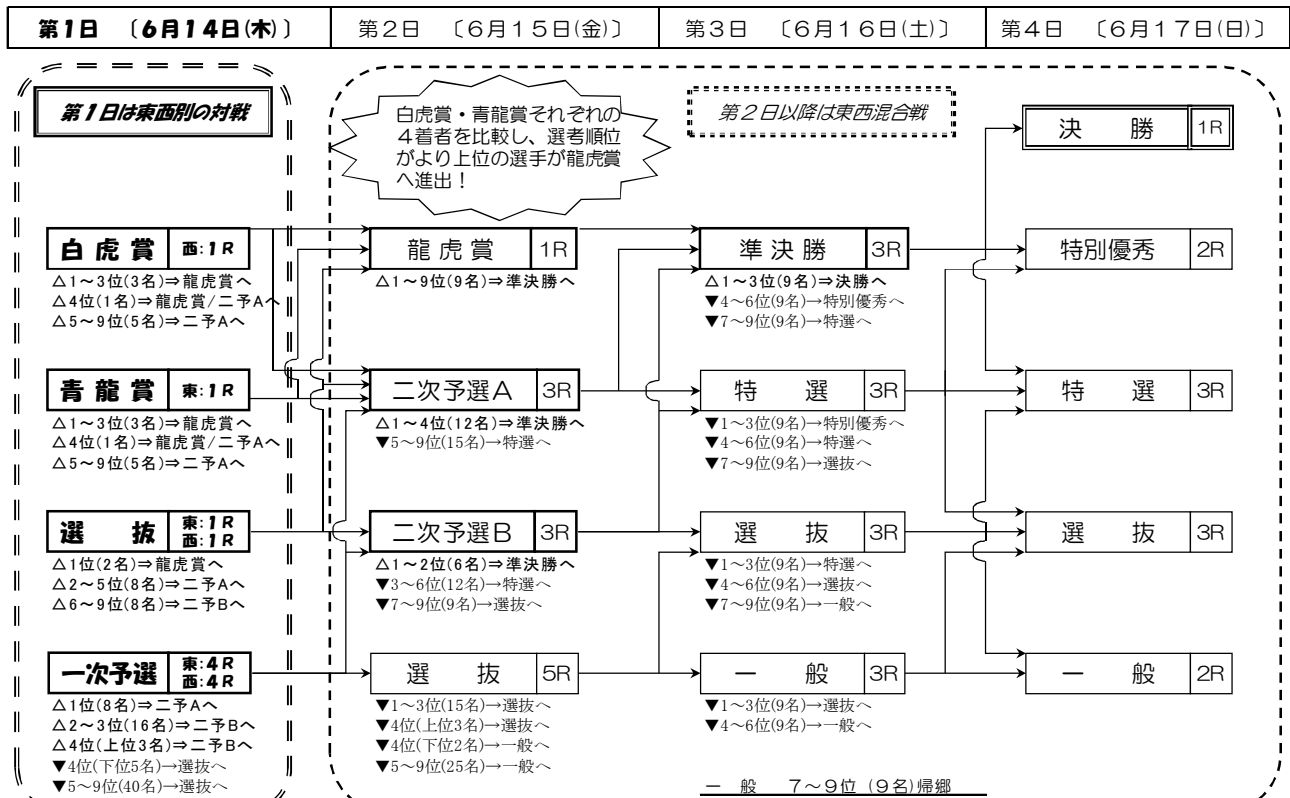 第1日 〔6月14日(木)〕 第2日 〔6月15日(金)〕 第3日 〔6月16日(土)〕 第4日 〔6月17日(日)〕
第1日は東西別の対戦
白虎賞・青龍賞それぞれの
4着者を比較し、選考順位
がより上位の選手が龍虎賞
へ進出!
第2日以降は東西混合戦
決 勝 1R
白虎賞 西:1R
△1~3位(3名)⇒龍虎賞へ
△4位(1名)⇒龍虎賞/二予Aへ
△5~9位(5名)⇒二予Aへ
龍虎賞 1R
△1~9位(9名)⇒準決勝へ
準決勝 3R
△1~3位(9名)⇒決勝へ
▼4~6位(9名)→特別優秀へ
▼7~9位(9名)→特選へ
特別優秀 2R
青龍賞 東:1R
△1~3位(3名)⇒龍虎賞へ
△4位(1名)⇒龍虎賞/二予Aへ
△5~9位(5名)⇒二予Aへ
二次予選A 3R
△1~4位(12名)⇒準決勝へ
▼5~9位(15名)→特選へ
特 選 3R
▼1~3位(9名)→特別優秀へ
▼4~6位(9名)→特選へ
▼7~9位(9名)→選抜へ
特 選 3R
選 抜 東:1R 西:1R
△1位(2名)⇒龍虎賞へ
△2~5位(8名)⇒二予Aへ
△6~9位(8名)⇒二予Bへ
二次予選B 3R
△1~2位(6名)⇒準決勝へ
▼3~6位(12名)→特選へ
▼7~9位(9名)→選抜へ
選 抜 3R
▼1~3位(9名)→特選へ
▼4~6位(9名)→選抜へ
▼7~9位(9名)→一般へ
選 抜 3R
一次予選 東:4R 西:4R
△1位(8名)⇒二予Aへ
△2~3位(16名)⇒二予Bへ
△4位(上位3名)⇒二予Bへ
▼4位(下位5名)→選抜へ
▼5~9位(40名)→選抜へ
選 抜 5R
▼1~3位(15名)→選抜へ
▼4位(上位3名)→選抜へ
▼4位(下位2名)→一般へ
▼5~9位(25名)→一般へ
一 般 3R
▼1~3位(9名)→選抜へ
▼4~6位(9名)→一般へ
一 般 2R
一 般 7~9位 (9名)帰郷